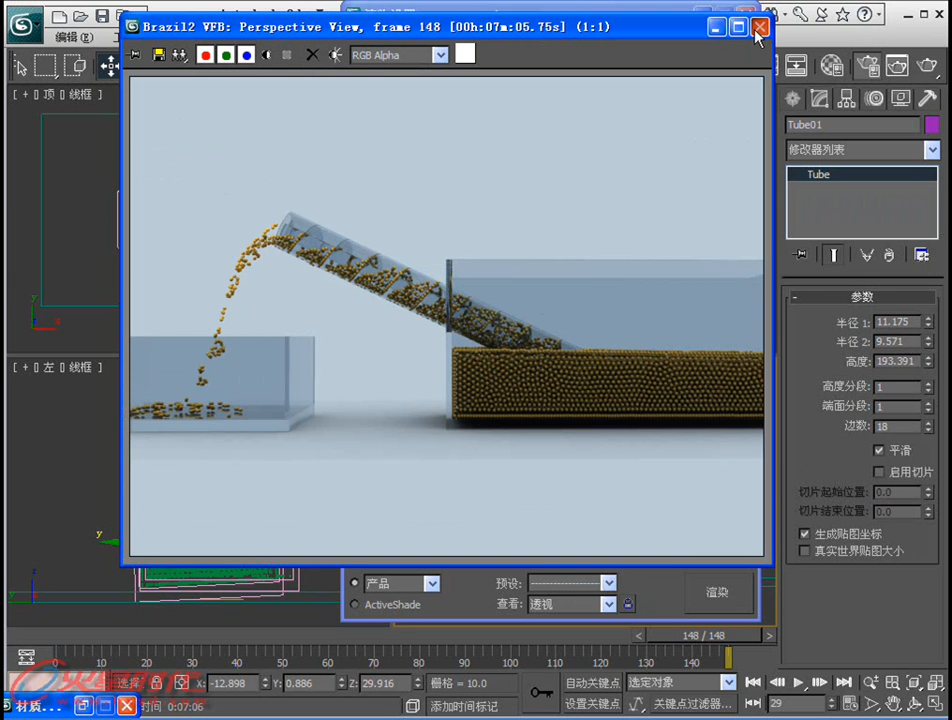 Brazil2 VFB: Perspective View, frame 148 [00h:07m:05.75s] (1:1)
编辑(E)
RGB Alpha
[ + [] 顶 [] 线框 ]
Tube01
修改器列表
Tube
参数
半径 1: 11.175
半径 2: 9.571
高度: 193.391
高度分段: 1
端面分段: 1
边数: 18
平滑
启用切片
切片起始位置: 0.0
切片结束位置: 0.0
生成贴图坐标
真实世界贴图大小
[ + [] 左 [] 线框 ]
y
x
z
y
产品
预设:
渲染
ActiveShade
查看: 透视
148 / 148
0 10 20 30 40 50 60 70 80 90 100 110 120 130 140
选择
X: -12.898 Y: 0.886 Z: 29.916
栅格 = 10.0
自动关键点 选定对象
材质...
时间 0:07:06
添加时间标记
设置关键点 关键点过滤器...
29